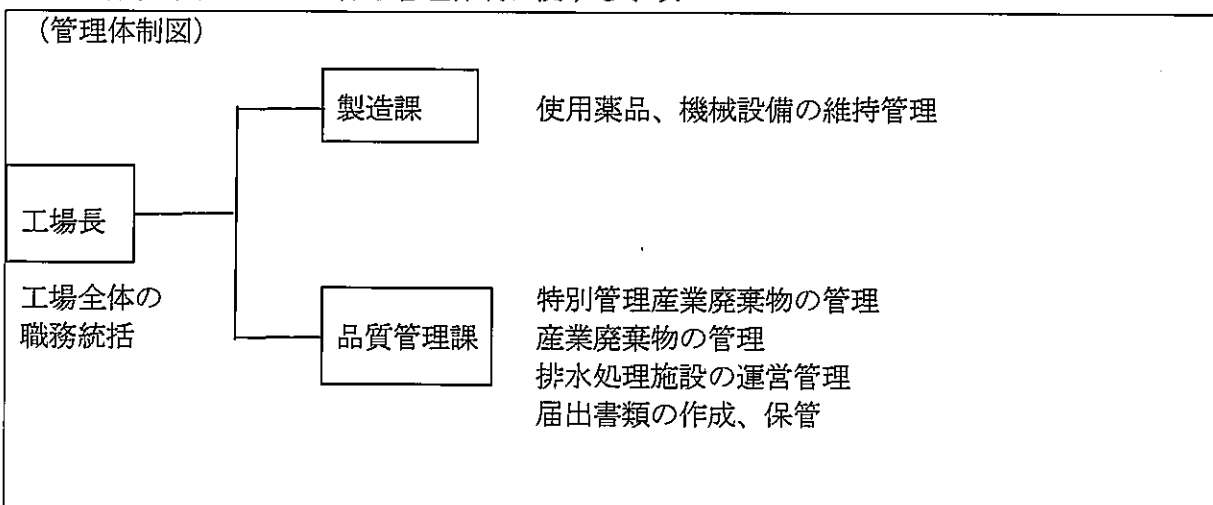 （管理体制図）
製造課
使用薬品、機械設備の維持管理
工場長
工場全体の
職務統括
品質管理課
特別管理産業廃棄物の管理
産業廃棄物の管理
排水処理施設の運営管理
届出書類の作成、保管